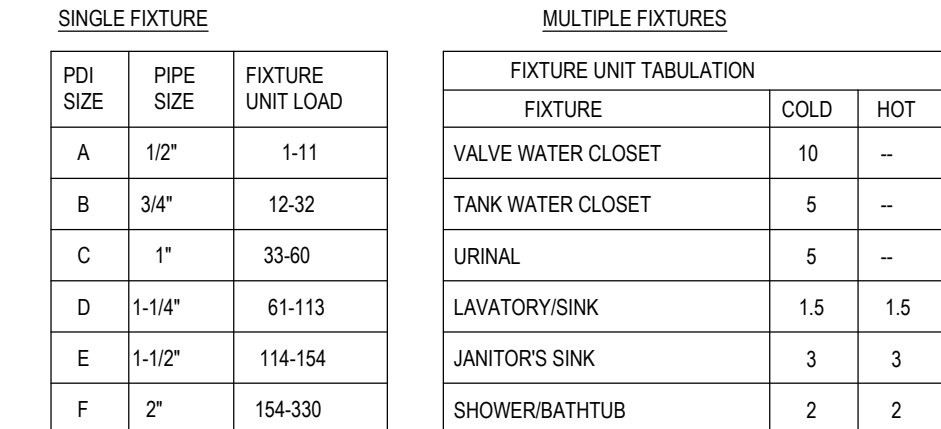 SINGLE FIXTURE
PDI SIZE PIPE SIZE FIXTURE UNIT LOAD
A 1/2" 1-11
B 3/4" 12-32
C 1" 33-60
D 1-1/4" 61-113
E 1-1/2" 114-154
F 2" 154-330
MULTIPLE FIXTURES
FIXTURE UNIT TABULATION
FIXTURE COLD HOT
VALVE WATER CLOSET 10 --
TANK WATER CLOSET 5 --
URINAL 5 --
LAVATORY/SINK 1.5 1.5
JANITOR'S SINK 3 3
SHOWER/BATHTUB 2 2